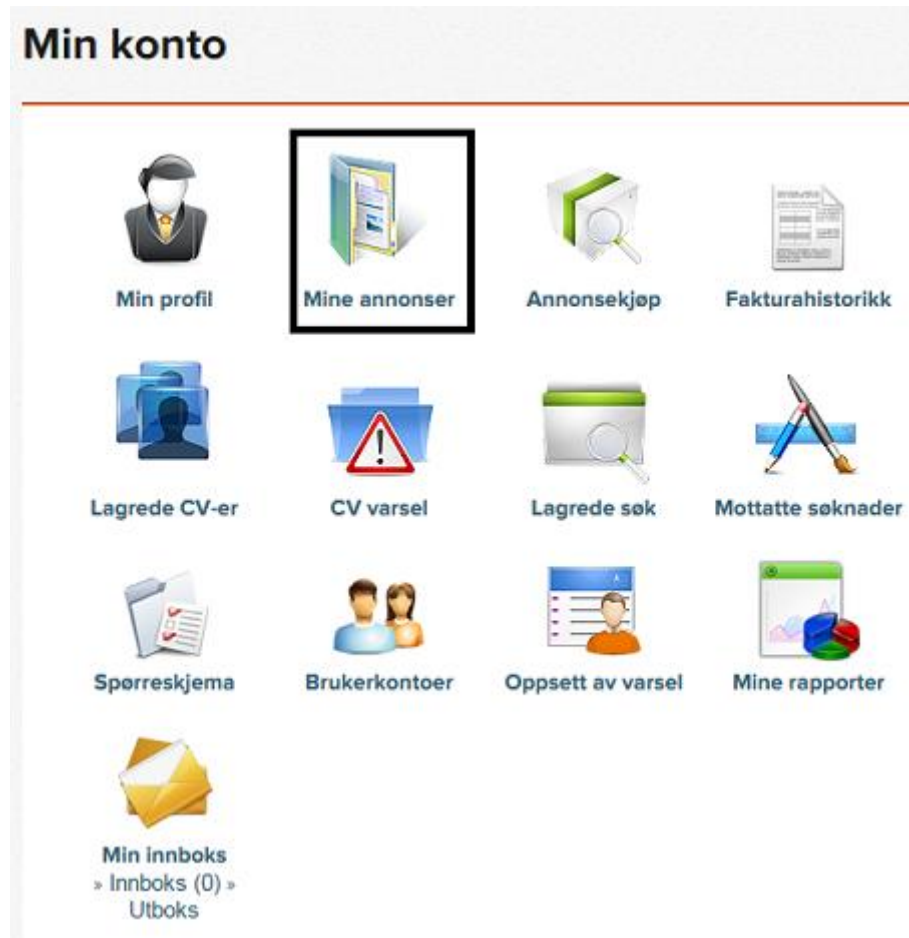 Min konto
Min profil
Mine annonser
Annonsekjøp
Fakturahistorikk
Lagrede CV-er
CV varsel
Lagrede søk
Mottatte søknader
Spørreskjema
Brukerkontoer
Oppsett av varsel
Mine rapporter
Min innboks
» Innboks (0) »
Utboks